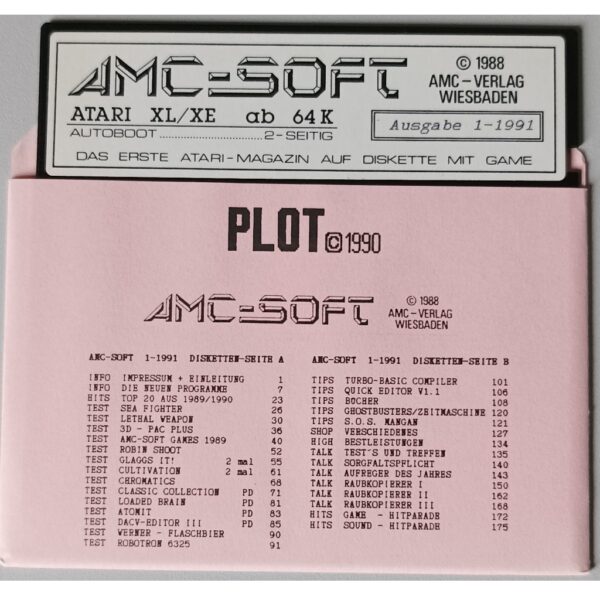 AMC-SOFT
© 1988
AMC-VERLAG
WIESBADEN
ATARI XL/XE ab 64K
AUTOBOOT..........................2-SEITIG
Ausgabe 1-1991
DAS ERSTE ATARI-MAGAZIN AUF DISKETTE MIT GAME
PLOT©1990
AMC-SOFT
© 1988
AMC-VERLAG
WIESBADEN
AMC-SOFT 1-1991 DISKETTEN-SEITE A
INFO IMPRESSUM + EINLEITUNG 1
INFO DIE NEUEN PROGRAMME 7
HITS TOP 20 AUS 1989/1990 23
TEST SEA FIGHTER 26
TEST LETHAL WEAPON 30
TEST 3D - PAC PLUS 36
TEST AMC-SOFT GAMES 1989 40
TEST ROBIN SHOOT 52
TEST GLAGGS IT! 2 mal 55
TEST CULTIVATION 2 mal 61
TEST CHROMATICS 68
TEST CLASSIC COLLECTION PD 71
TEST LOADED BRAIN PD 81
TEST ATOMIT PD 83
TEST DACV-EDITOR III PD 85
TEST WERNER - FLASCHBIER 90
TEST ROBOTRON 6325 91
AMC-SOFT 1-1991 DISKETTEN-SEITE B
TIPS TURBO-BASIC COMPILER 101
TIPS QUICK EDITOR V1.1 106
TIPS BÜCHER 108
TIPS GHOSTBUSTERS/ZEITMASCHINE 120
TIPS S.O.S. MANGAN 121
SHOP VERSCHIEDENES 127
HIGH BESTLEISTUNGEN 134
TALK TEST'S UND TREFFEN 135
TALK SORGFALTSPFLICHT 140
TALK AUFREGER DES JAHRES 143
TALK RAUBKOPIERER I 150
TALK RAUBKOPIERER II 162
TALK RAUBKOPIERER III 168
HITS GAME - HITPARADE 172
HITS SOUND - HITPARADE 175